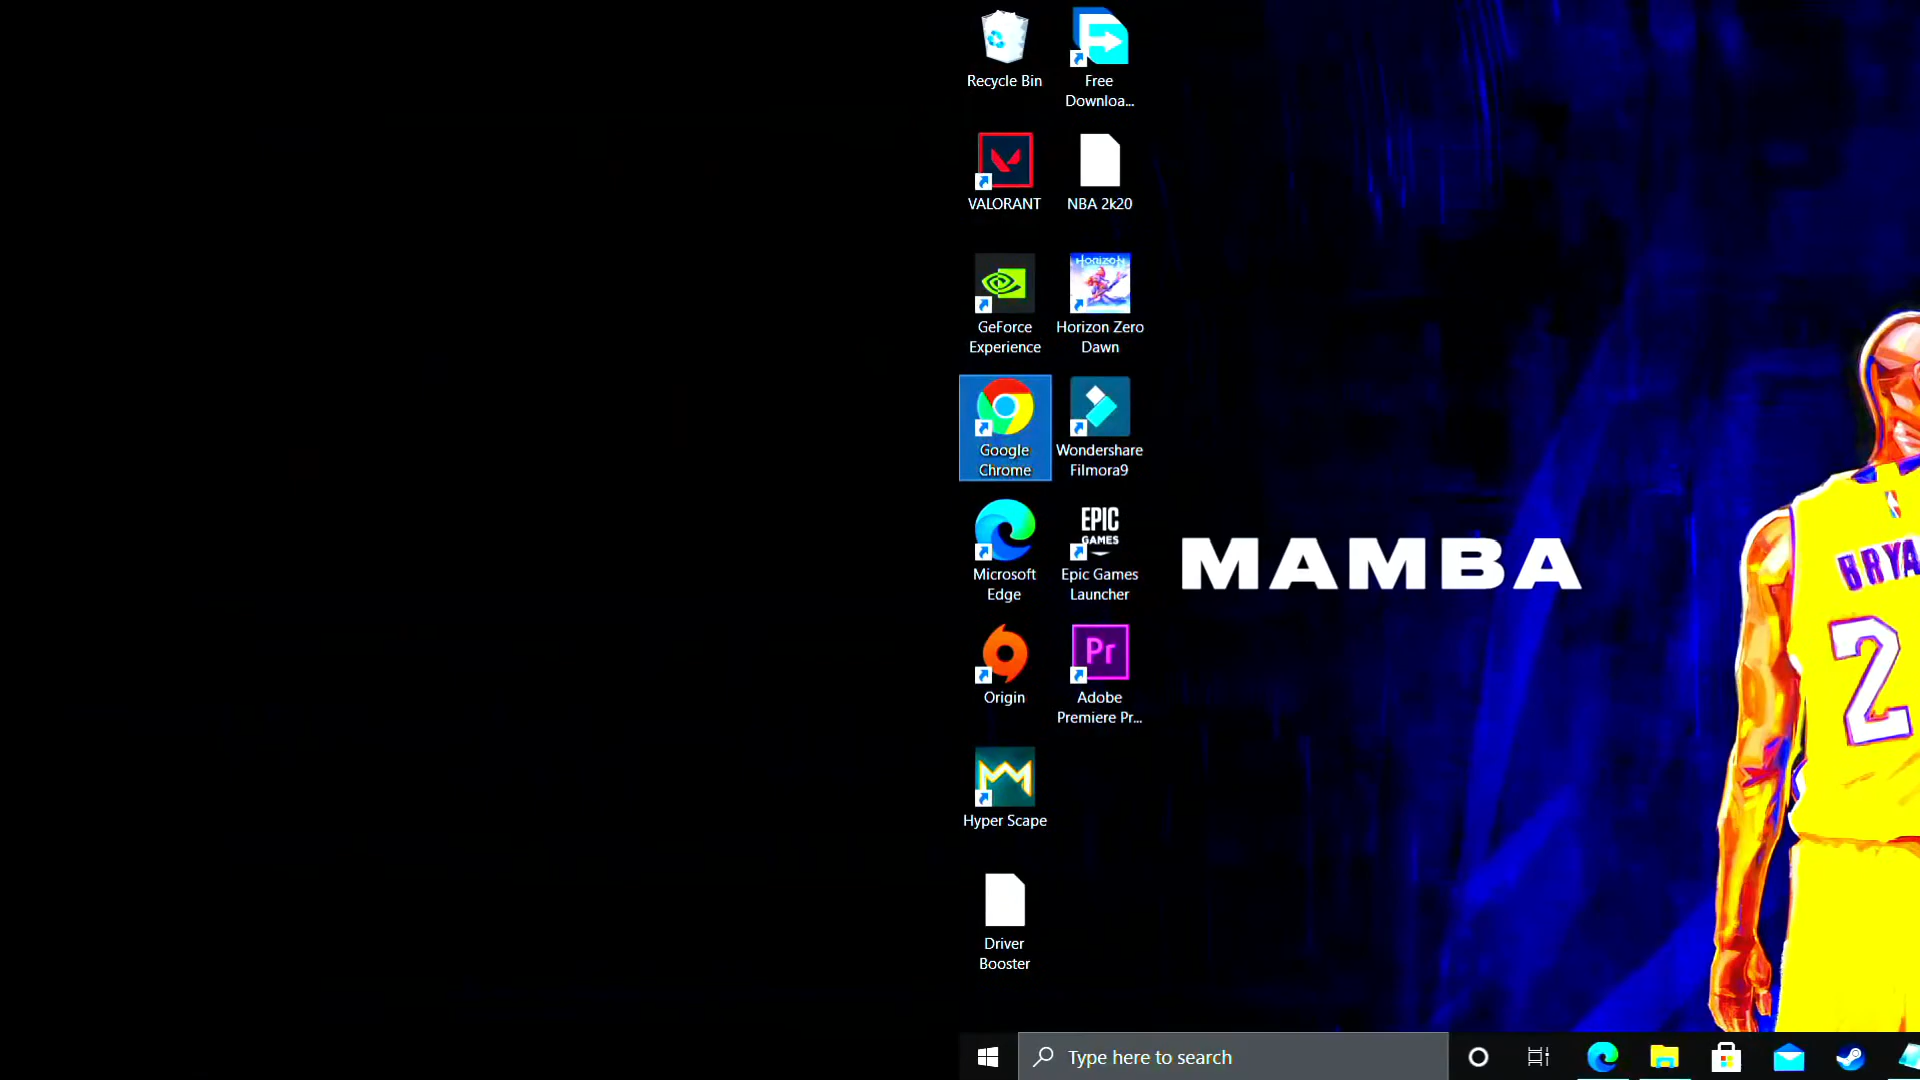 Recycle Bin
Free
Downloa...
VALORANT
NBA 2k20
GeForce
Experience
HORIZON
Horizon Zero
Dawn
Google
Chrome
Wondershare
Filmora9
Microsoft
Edge
EPIC
GAMES
Epic Games
Launcher
Origin
Pr
Adobe
Premiere Pr...
Hyper Scape
Driver
Booster
MAMBA
BRYA
2
Type here to search